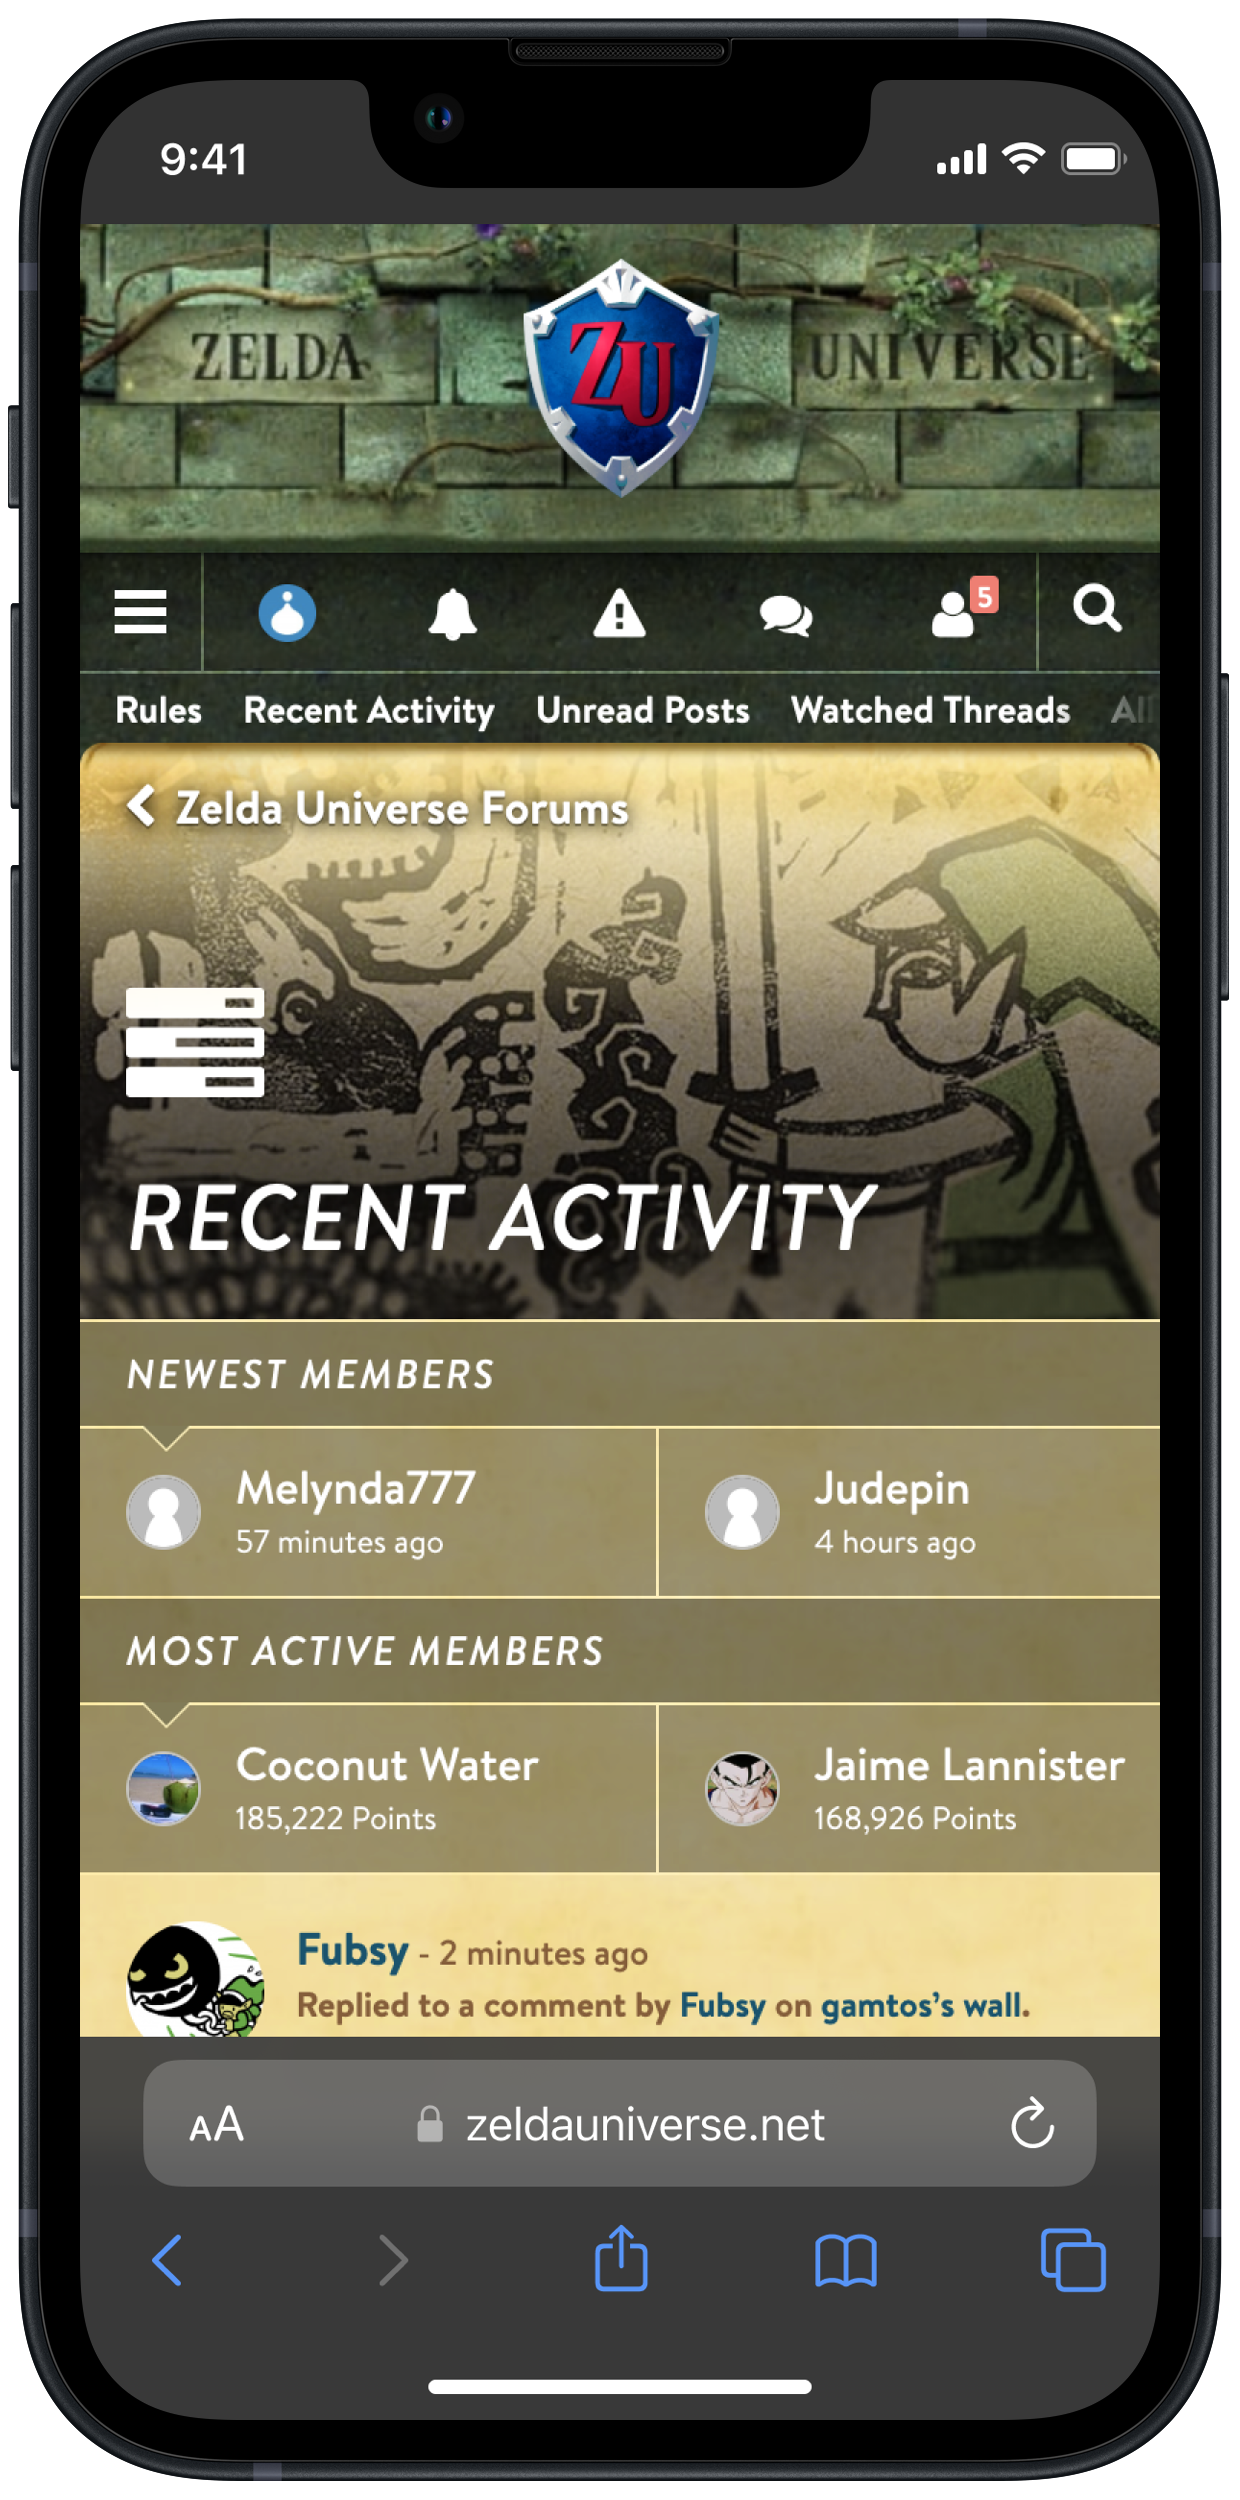 9:41
ZELDA
ZU
UNIVERSE
5
Rules Recent Activity Unread Posts Watched Threads All
Zelda Universe Forums
RECENT ACTIVITY
NEWEST MEMBERS
Melynda777
57 minutes ago
Judepin
4 hours ago
MOST ACTIVE MEMBERS
Coconut Water
185,222 Points
Jaime Lannister
168,926 Points
Fubsy - 2 minutes ago
Replied to a comment by Fubsy on gamtos's wall.
AA zeldauniverse.net